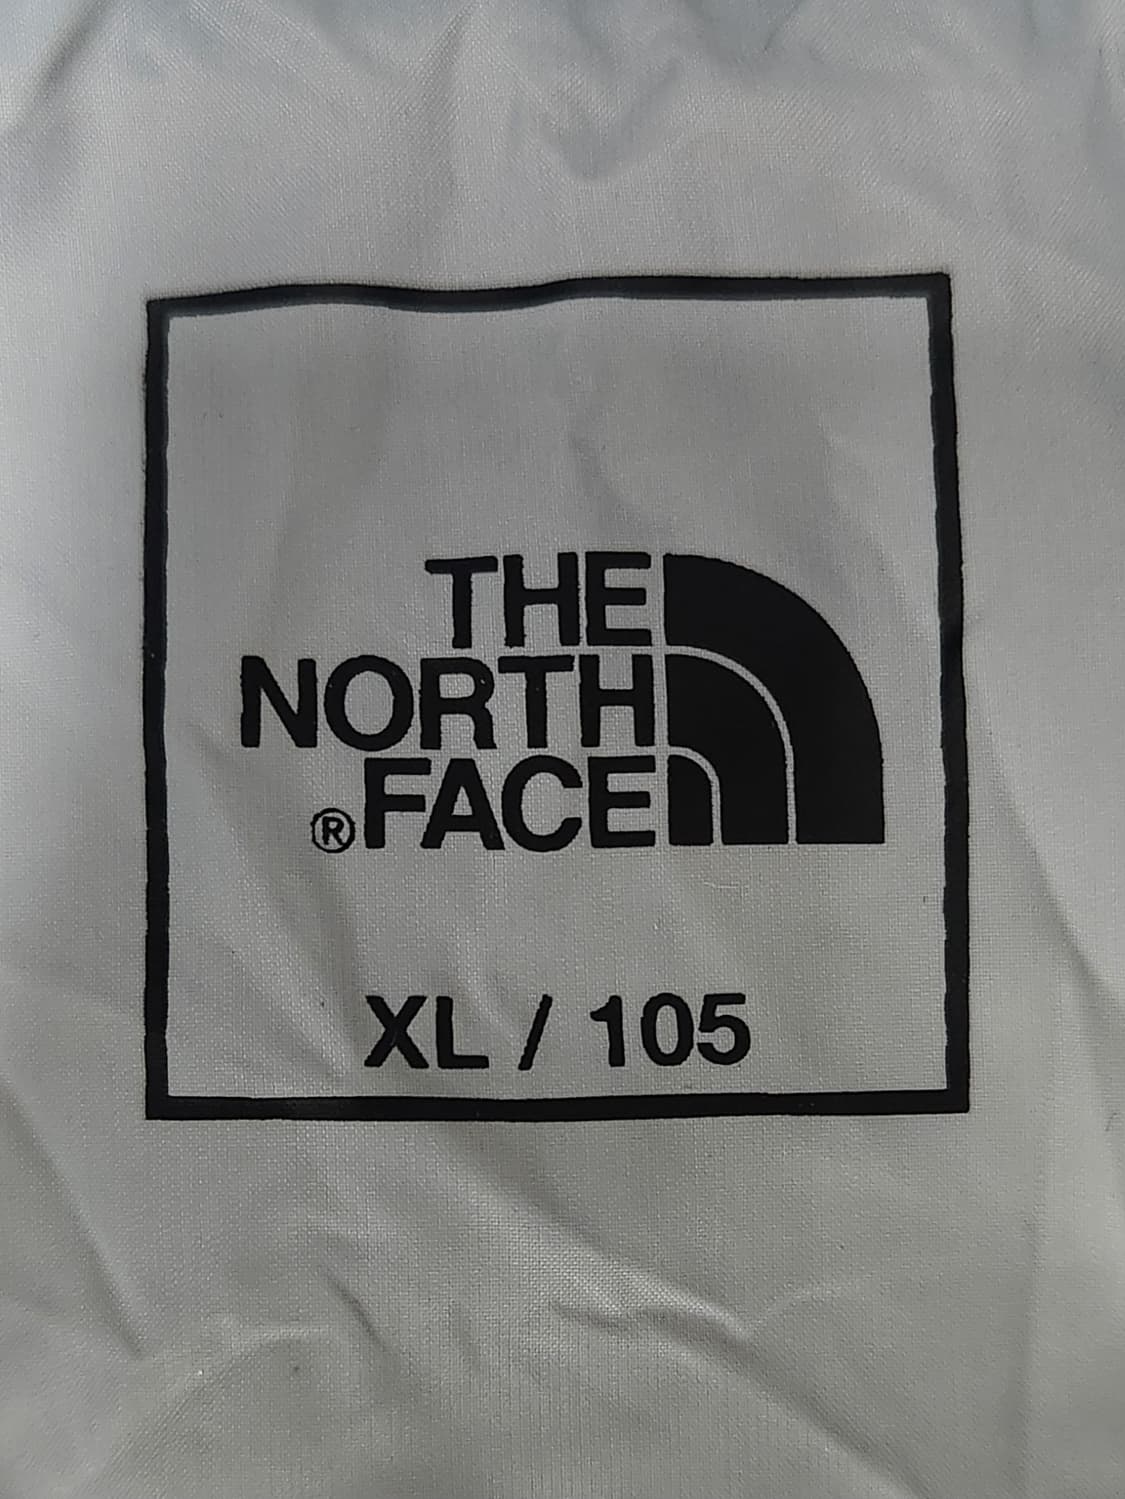 THE
NORTH
®FACE
XL / 105